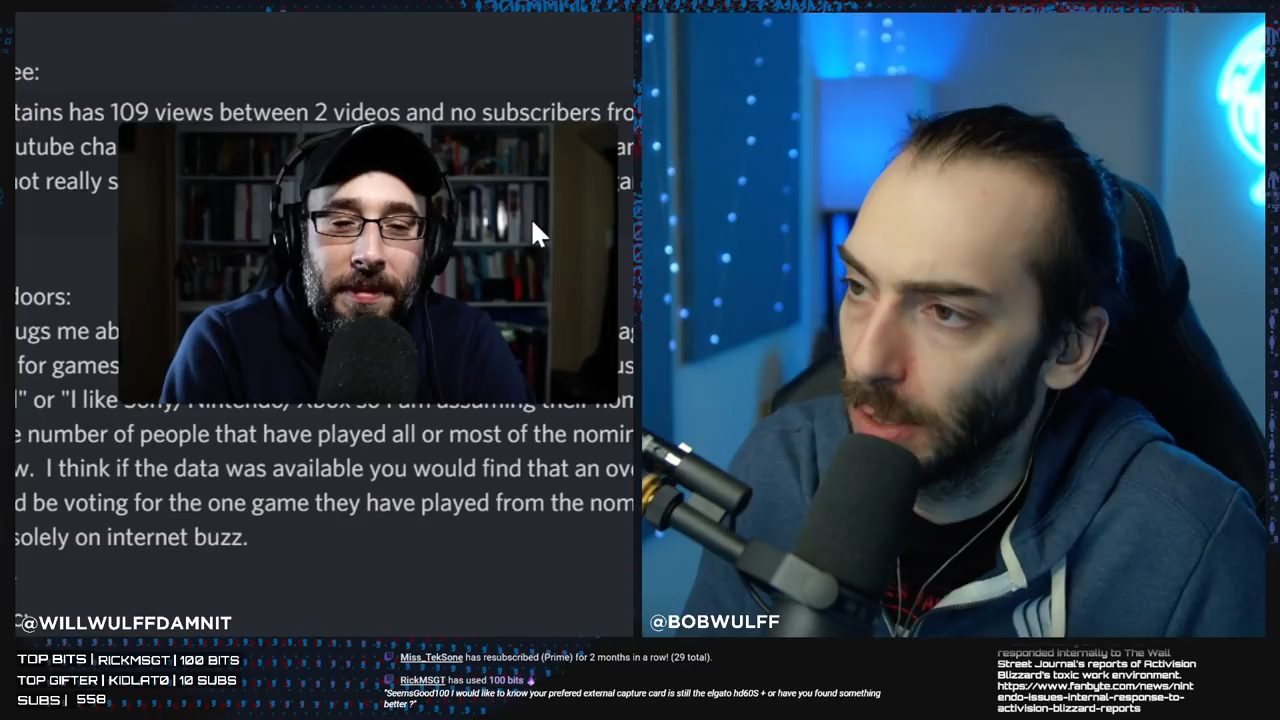 ee:
tains has 109 views between 2 videos and no subscribers fro
utube cha
not really s
doors:
ugs me ab
for games
" or "I like Sony, Nintendo, Xbox so I am assuming their nom
e number of people that have played all or most of the nomin
w. I think if the data was available you would find that an ove
d be voting for the one game they have played from the nom
solely on internet buzz.
@WILLWULFFDAMNIT
@BOBWULFF
TOP BITS | RICKMSGT | 100 BITS
TOP GIFTER | KIDLAT0 | 10 SUBS
SUBS | 558
Miss_TekSone has resubscribed (Prime) for 2 months in a row! (29 total).
RickMSGT has used 100 bits
"SeemsGood100 I would like to know your prefered external capture card is still the elgato hd60S + or have you found something
better ?"
responded internally to The Wall
Street Journal's reports of Activision
Blizzard's toxic work environment.
https://www.fanbyte.com/news/nint
endo-issues-internal-response-to-
activision-blizzard-reports